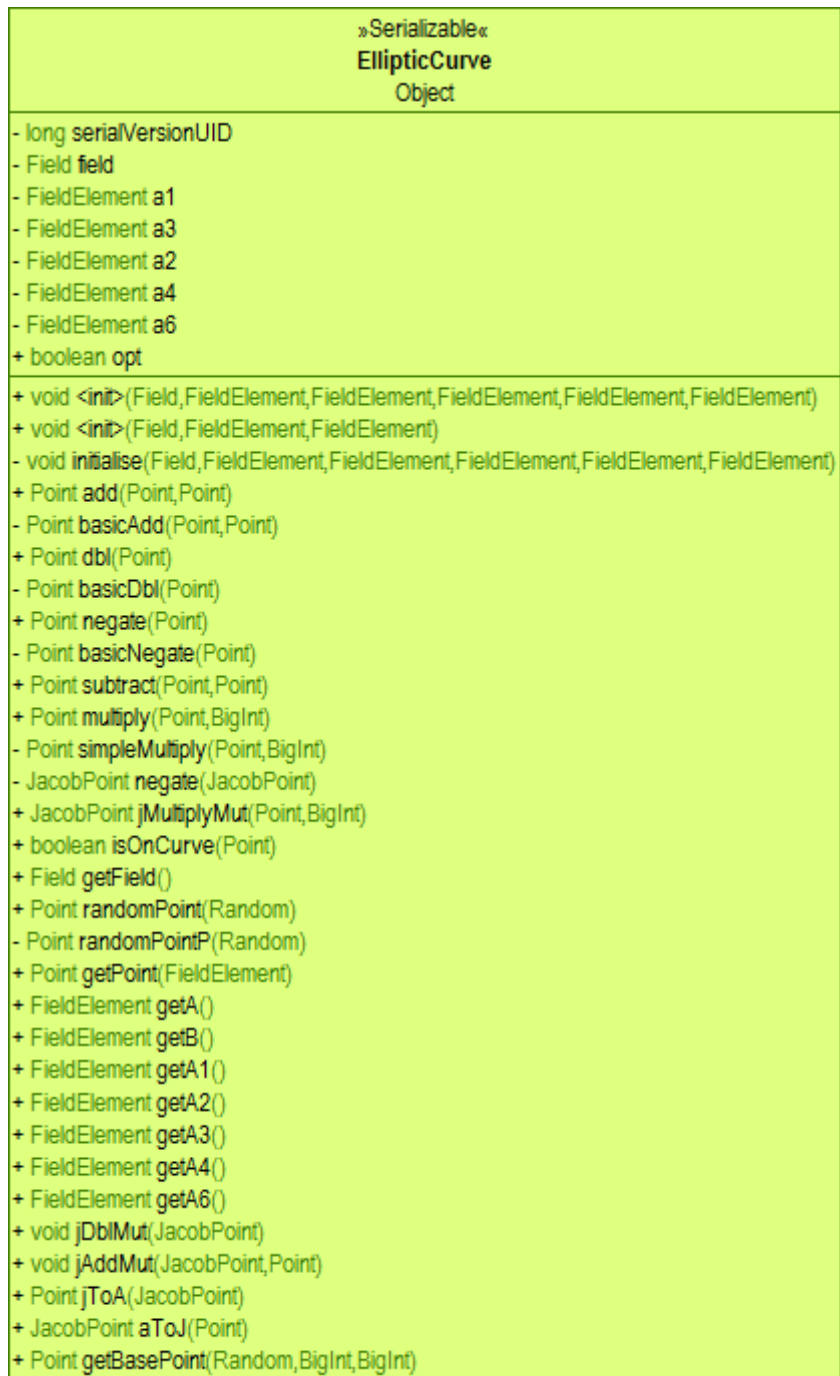 »Serializable«
EllipticCurve
Object
- long serialVersionUID
- Field field
- FieldElement a1
- FieldElement a3
- FieldElement a2
- FieldElement a4
- FieldElement a6
+ boolean opt
+ void <init>(Field,FieldElement,FieldElement,FieldElement,FieldElement,FieldElement)
+ void <init>(Field,FieldElement,FieldElement)
- void initialise(Field,FieldElement,FieldElement,FieldElement,FieldElement,FieldElement)
+ Point add(Point,Point)
- Point basicAdd(Point,Point)
+ Point dbl(Point)
- Point basicDbl(Point)
+ Point negate(Point)
- Point basicNegate(Point)
+ Point subtract(Point,Point)
+ Point multiply(Point,BigInt)
- Point simpleMultiply(Point,BigInt)
- JacobPoint negate(JacobPoint)
+ JacobPoint jMultiplyMut(Point,BigInt)
+ boolean isOnCurve(Point)
+ Field getField()
+ Point randomPoint(Random)
- Point randomPointP(Random)
+ Point getPoint(FieldElement)
+ FieldElement getA()
+ FieldElement getB()
+ FieldElement getA1()
+ FieldElement getA2()
+ FieldElement getA3()
+ FieldElement getA4()
+ FieldElement getA6()
+ void jDblMut(JacobPoint)
+ void jAddMut(JacobPoint,Point)
+ Point jToA(JacobPoint)
+ JacobPoint aToJ(Point)
+ Point getBasePoint(Random,BigInt,BigInt)